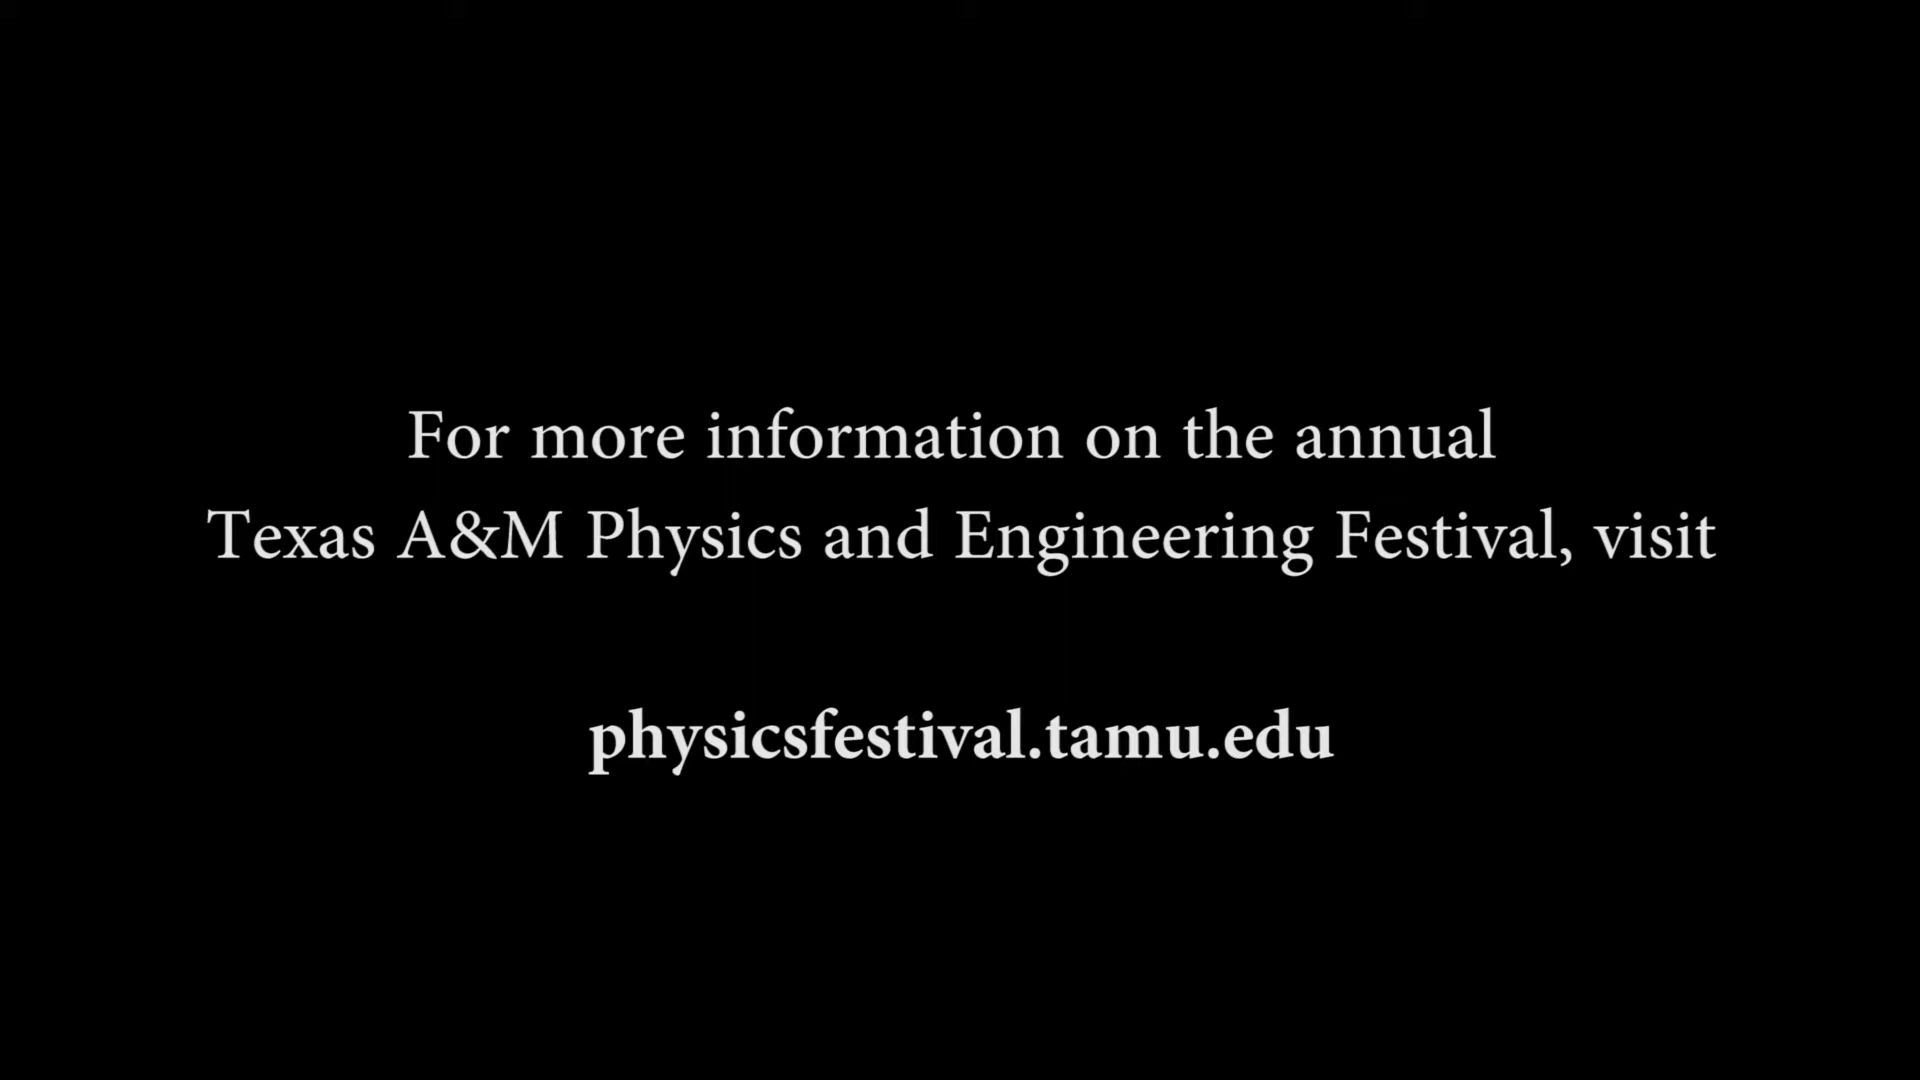 For more information on the annual
Texas A&M Physics and Engineering Festival, visit
physicsfestival.tamu.edu